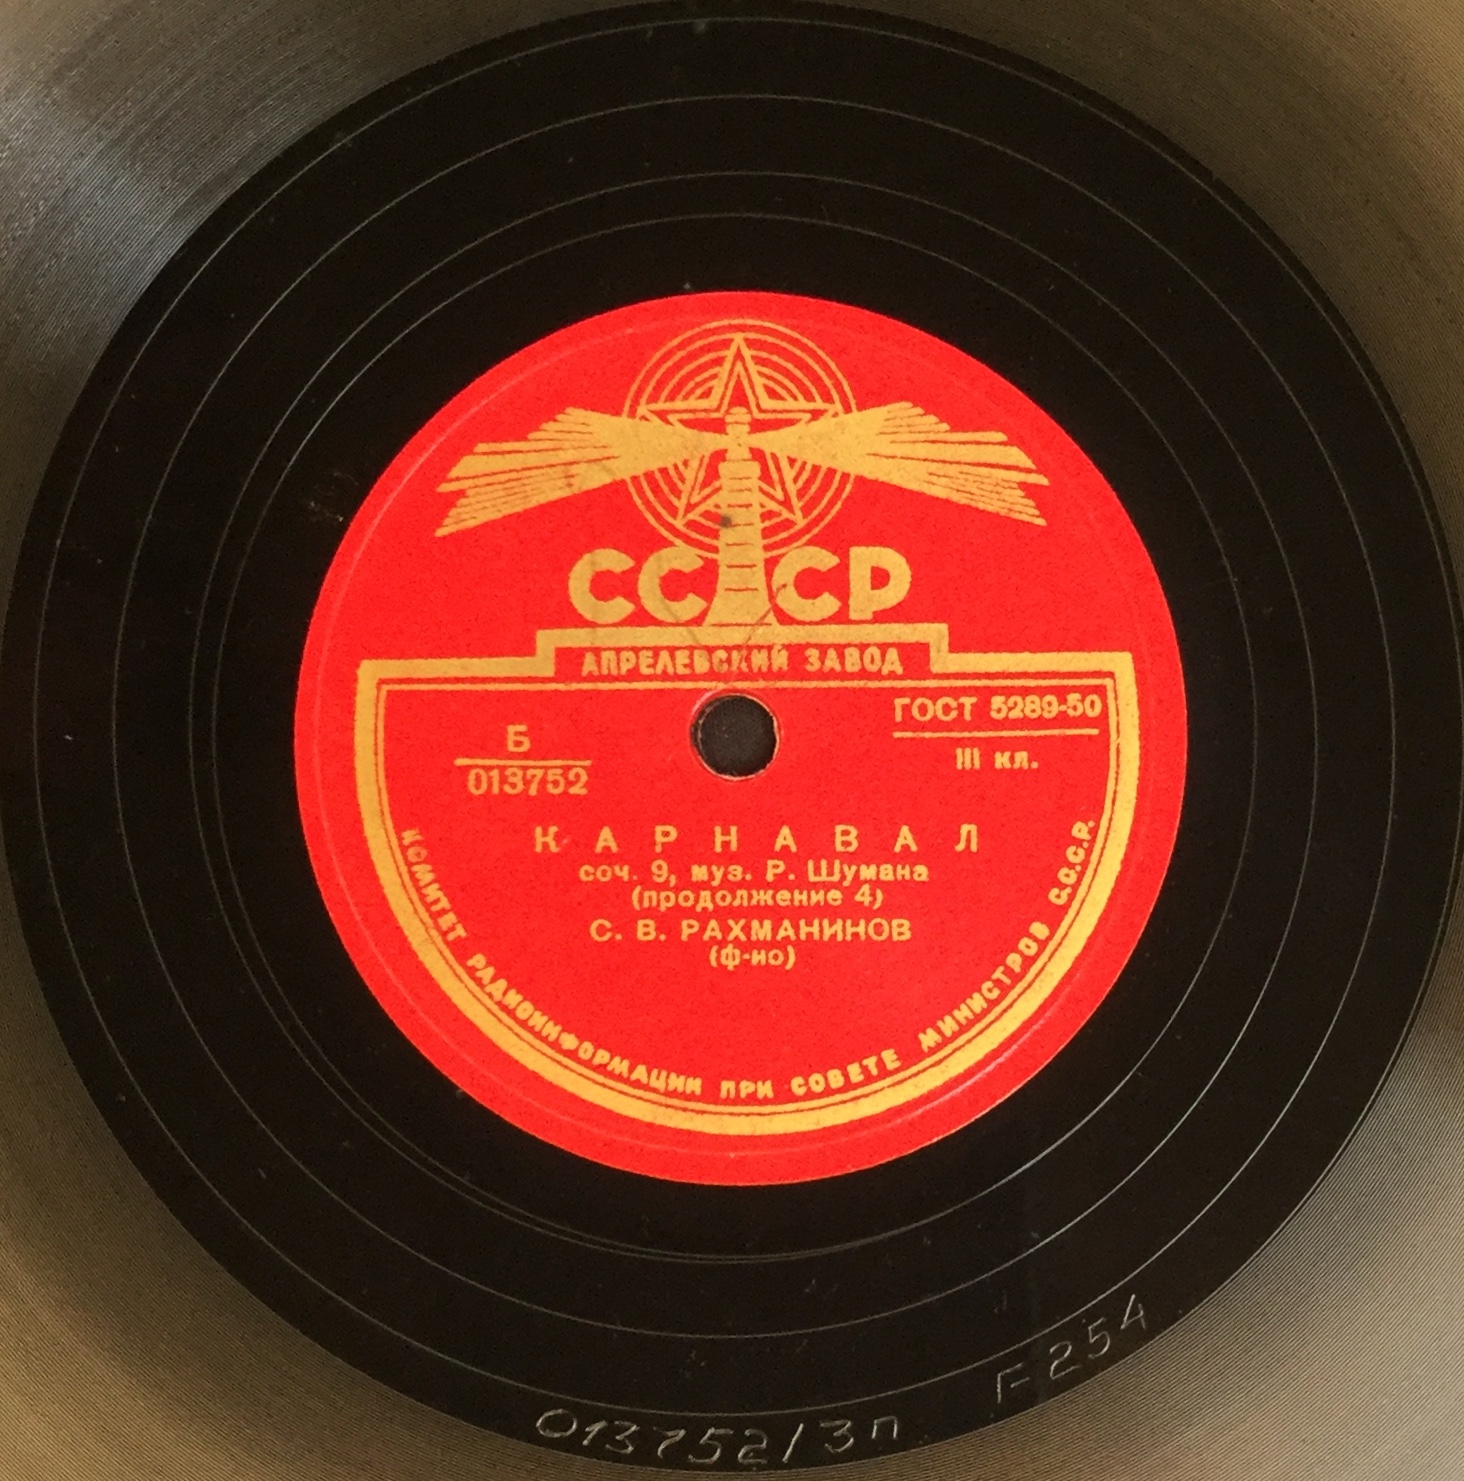 СССР
АПРЕЛЕВСКИЙ ЗАВОД
ГОСТ 5289-50
III кл.
Б
013752
КАРНАВАЛ
соч. 9, муз. Р. Шумана
(продолжение 4)
С. В. РАХМАНИНОВ
(ф-но)
КОМИТЕТ РАДИОИНФОРМАЦИИ ПРИ СОВЕТЕ МИНИСТРОВ С.С.С.Р.
013752/3п
F254